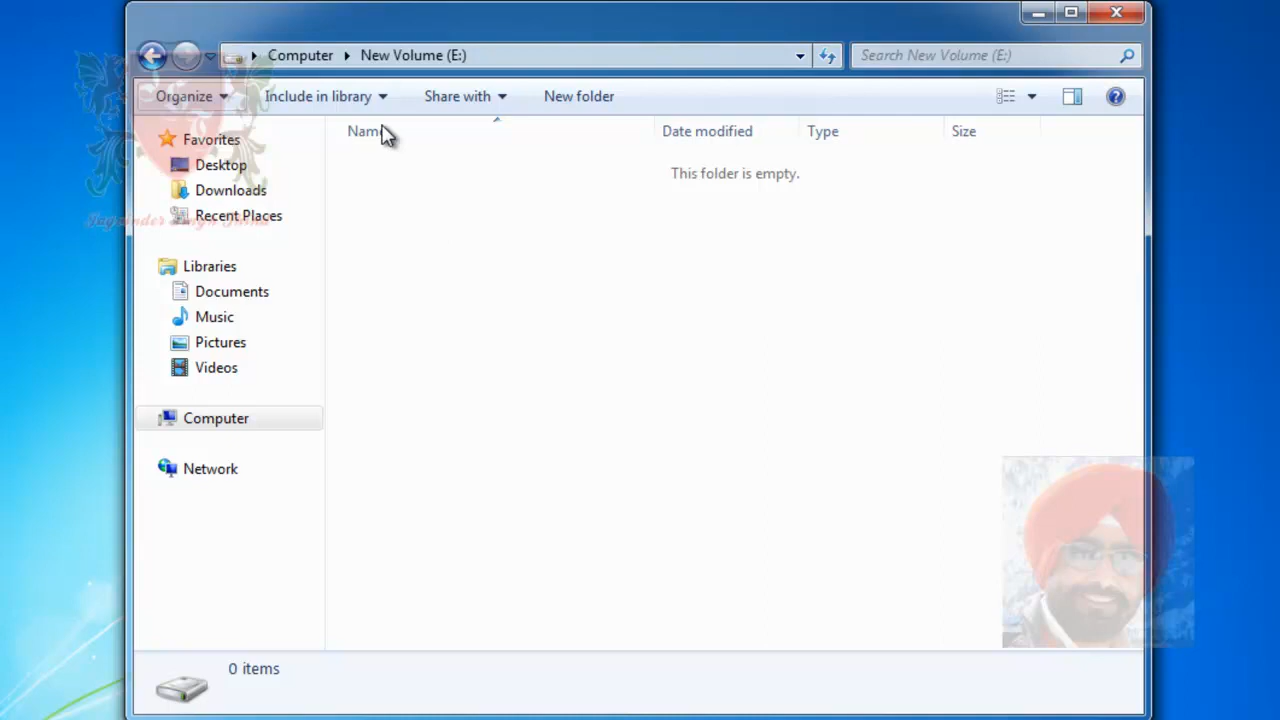 Computer New Volume (E:) Search New Volume (E:)
Organize Include in library Share with New folder
Name Date modified Type Size
This folder is empty.
Favorites
Desktop
Downloads
Recent Places
Libraries
Documents
Music
Pictures
Videos
Computer
Network
0 items